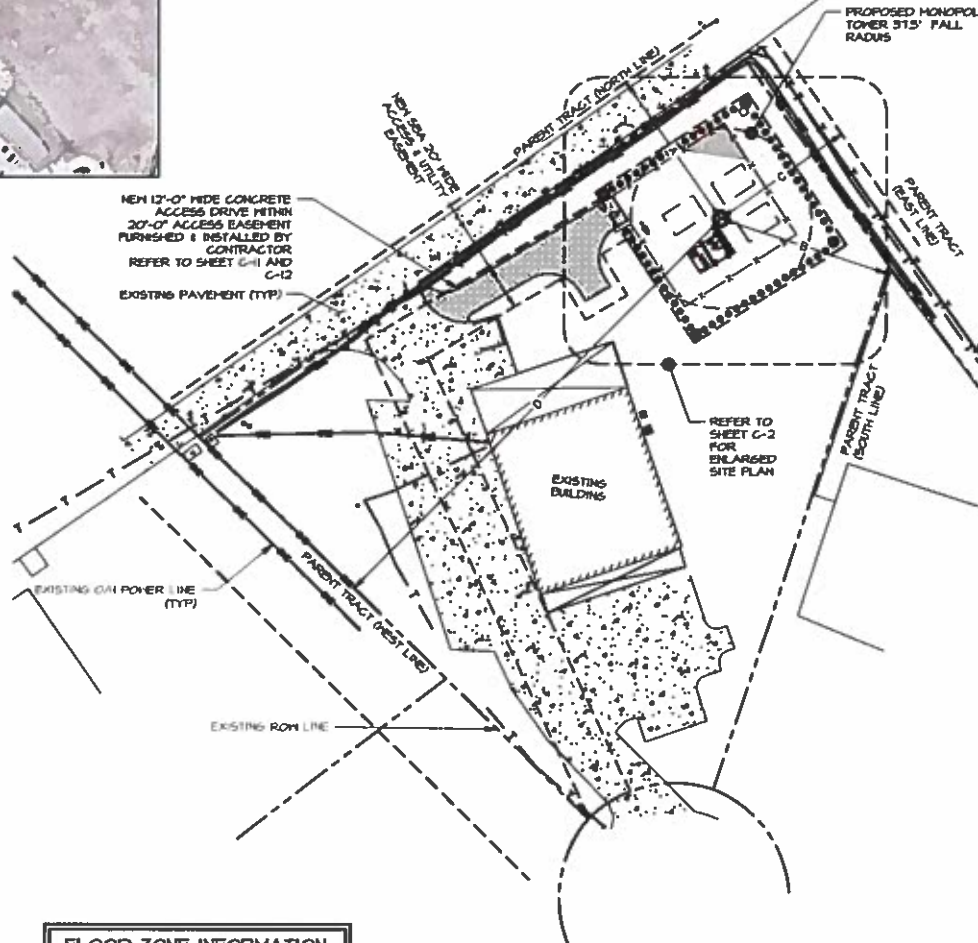 PROPOSED MONOPOL
TOWER 37.5' FALL
RADIUS
PARENT TRACT (NORTH LINE)
NEW SBA 20' WIDE
ACCESS & UTILITY
EASEMENT
NEW 12'-0" WIDE CONCRETE
ACCESS DRIVE WITHIN
20'-0" ACCESS EASEMENT
FURNISHED & INSTALLED BY
CONTRACTOR
REFER TO SHEET C-11 AND
C-12
EXISTING PAVEMENT (TYP)
PARENT TRACT
(EAST LINE)
C
B
D
PARENT TRACT
(SOUTH LINE)
REFER TO
SHEET C-2
FOR
ENLARGED
SITE PLAN
EXISTING
BUILDING
EXISTING POWER LINE
(TYP)
PARENT TRACT (WEST LINE)
EXISTING ROW LINE
FLOOD ZONE INFORMATION